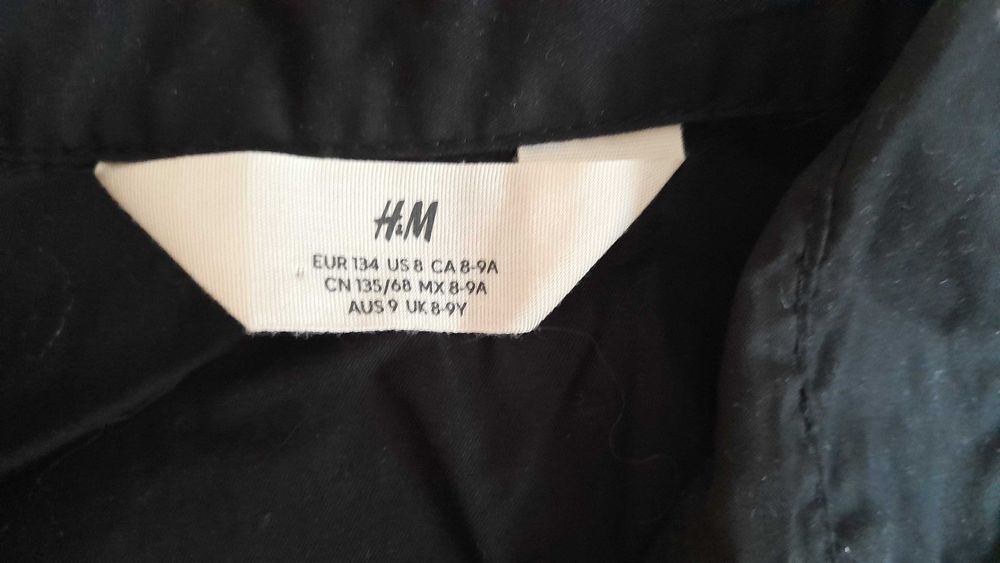 H&M
EUR 134 US 8 CA 8-9A
CN 135/68 MX 8-9A
AUS 9 UK 8-9Y